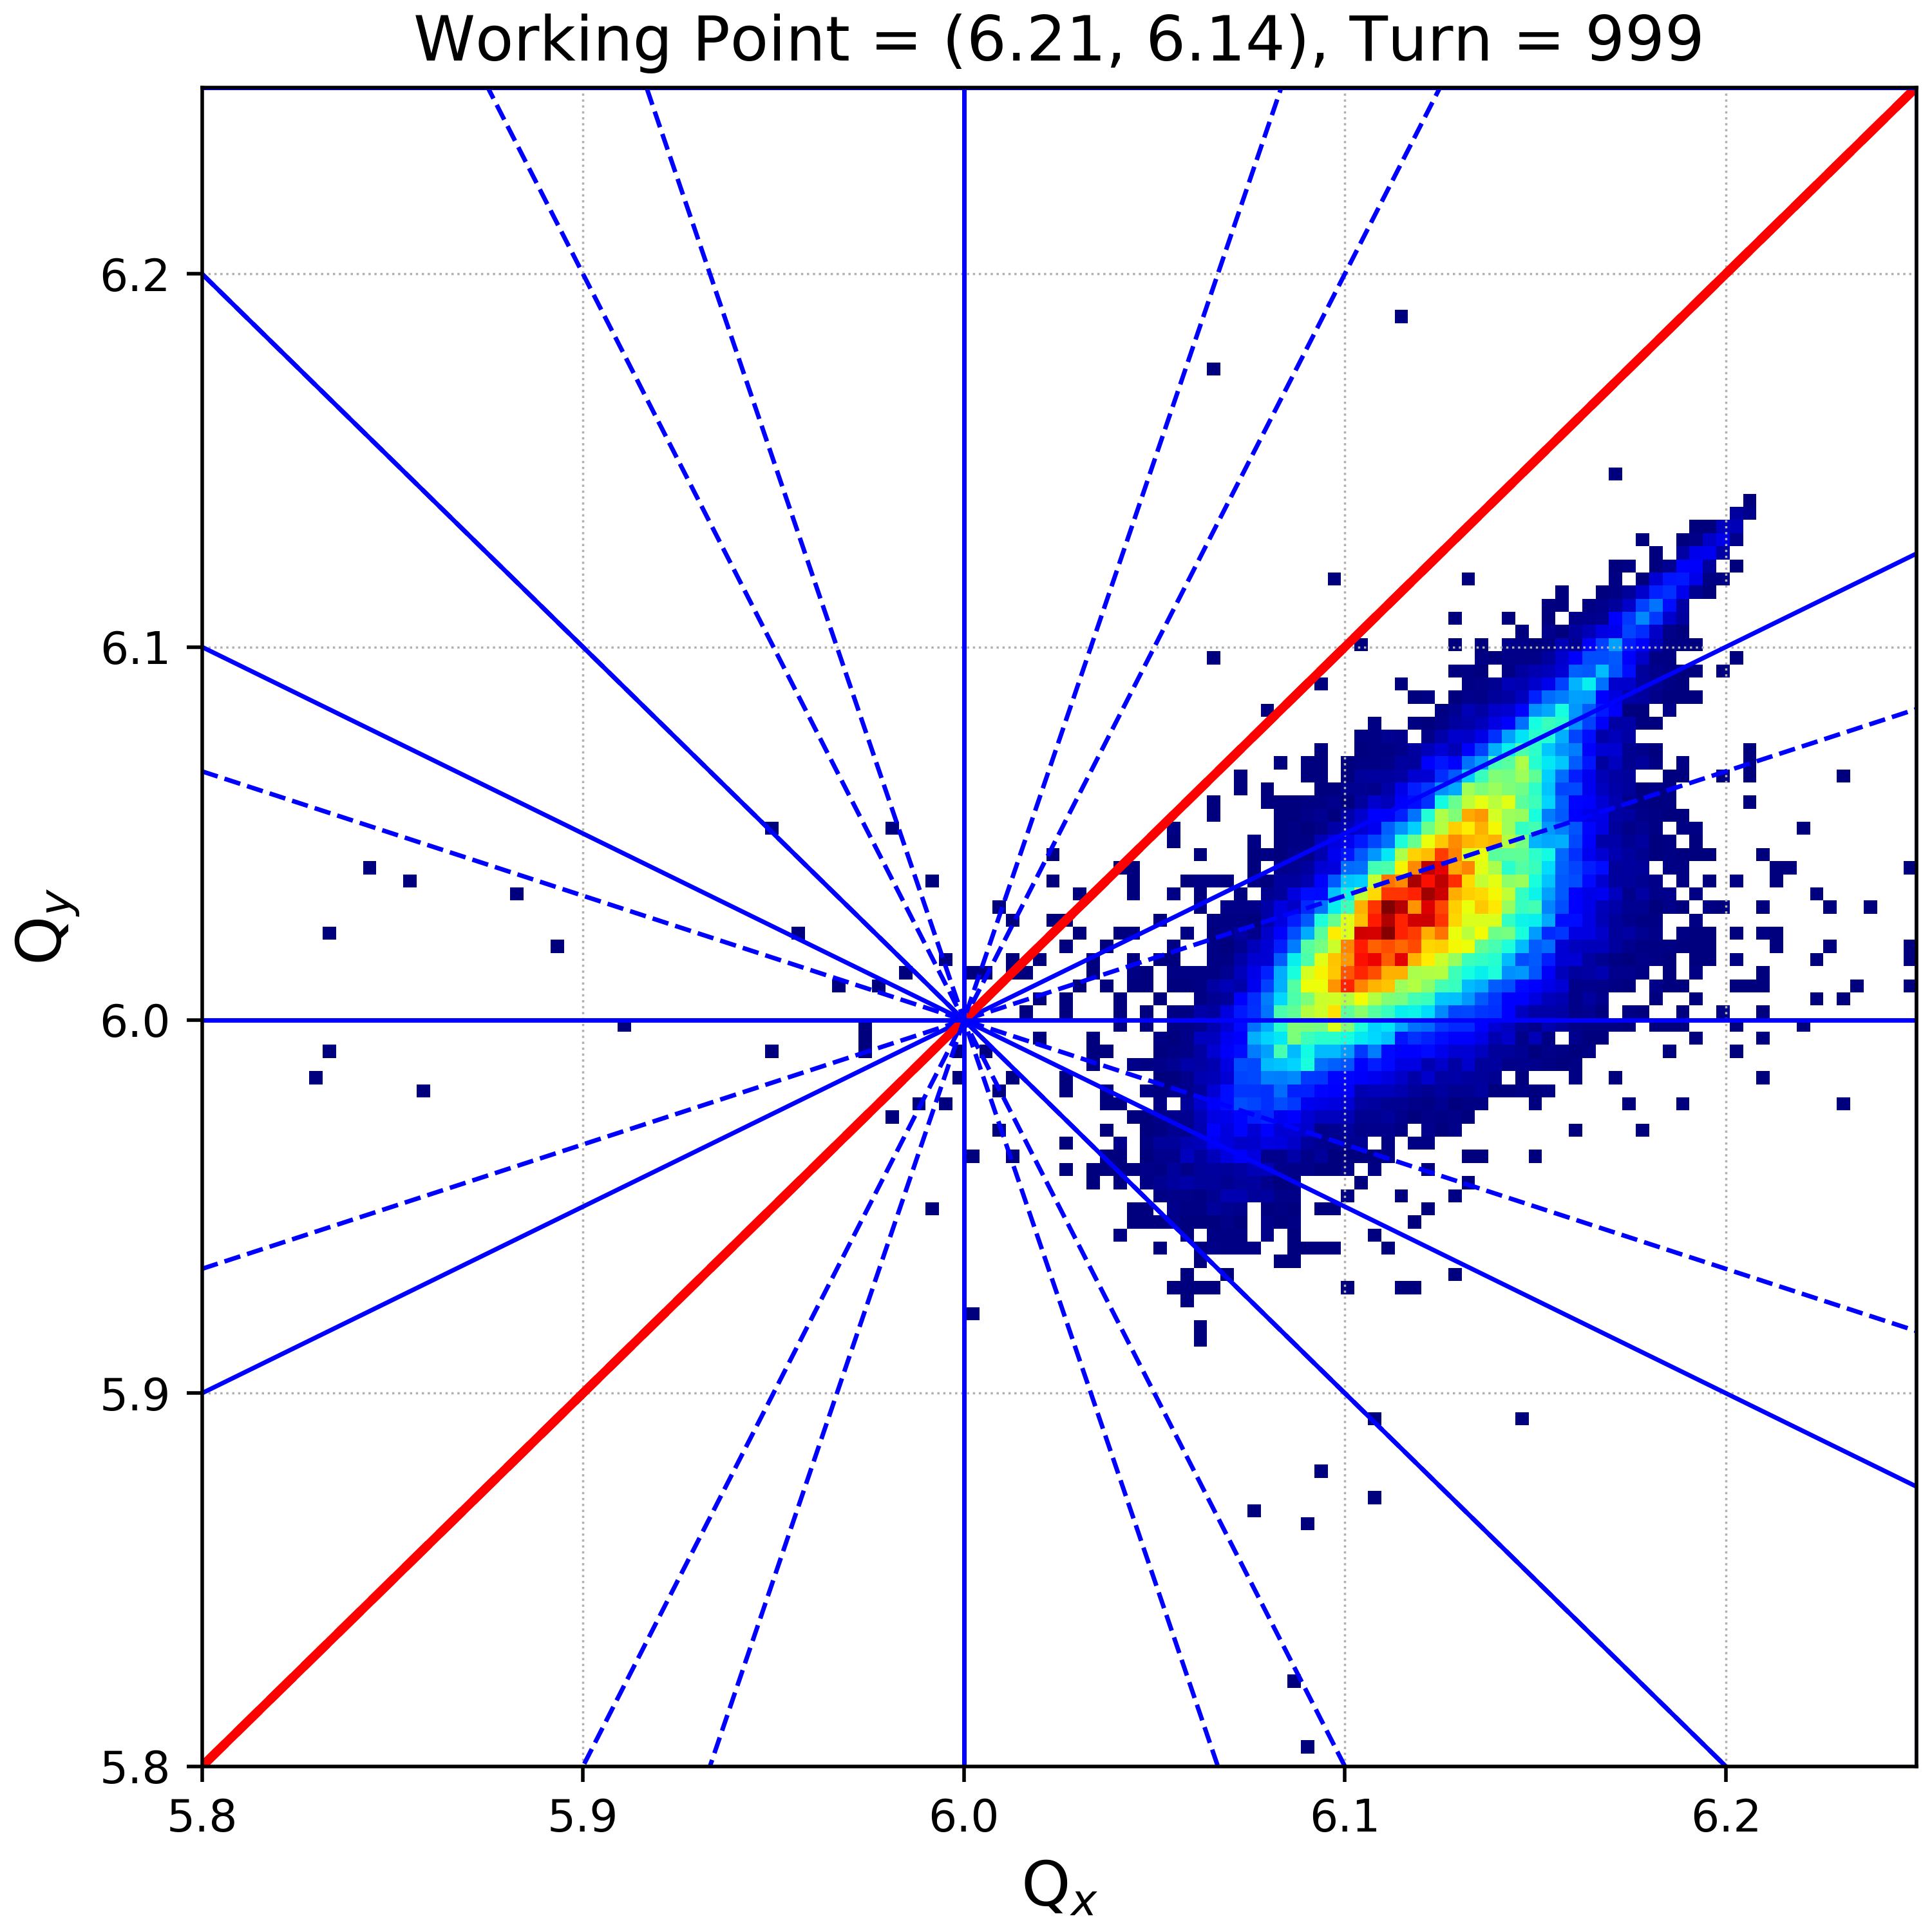 Working Point = (6.21, 6.14), Turn = 999
6.2
6.1
6.0
5.9
5.8
Qy
5.8 5.9 6.0 6.1 6.2
Qx